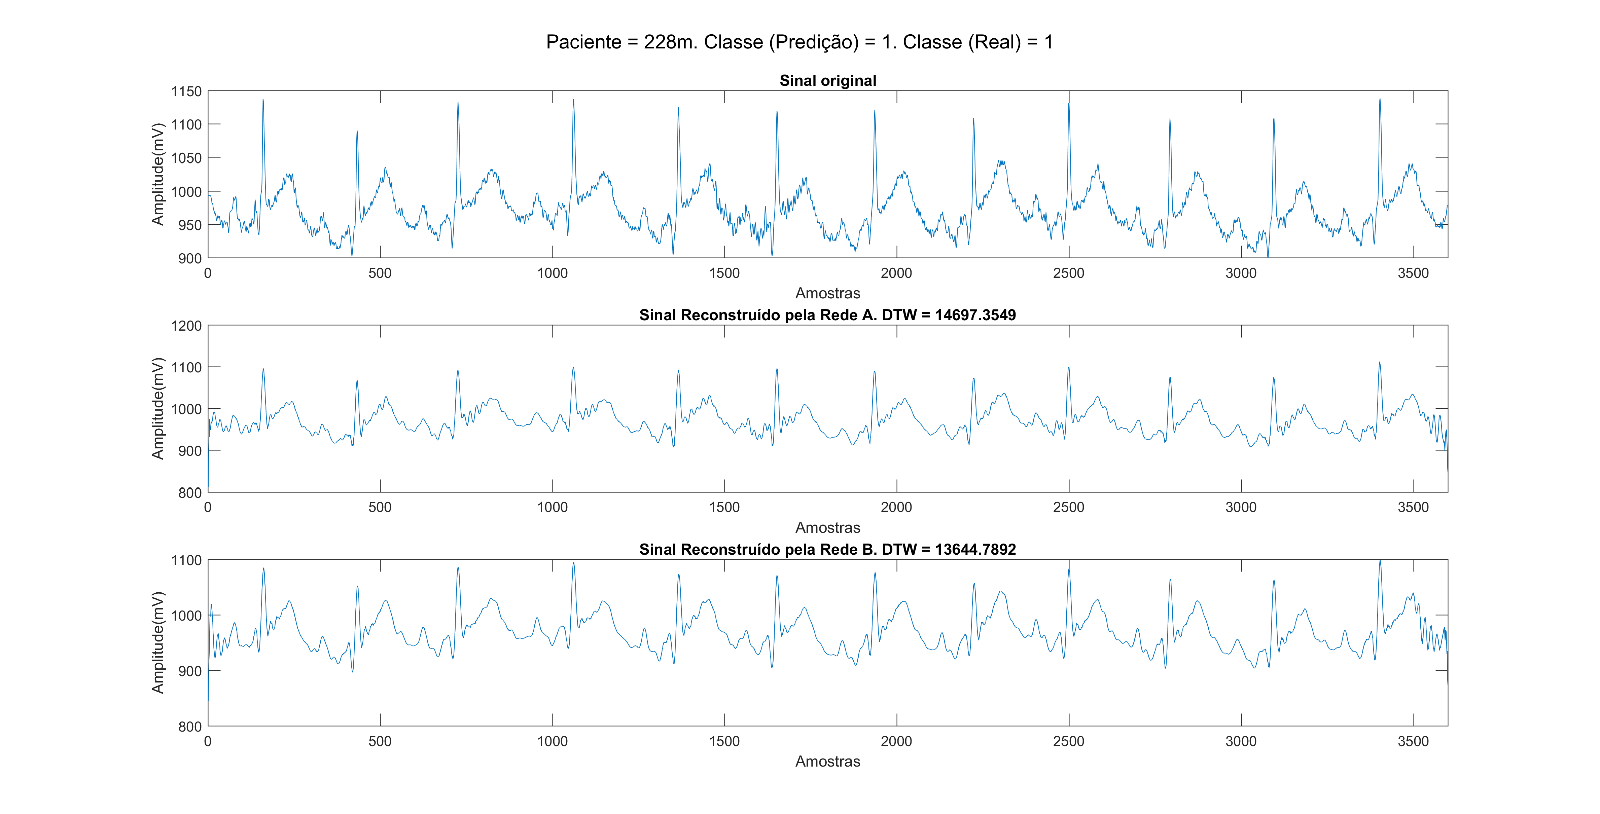 Paciente = 228m. Classe (Predição) = 1. Classe (Real) = 1
Sinal original
1150
1100
1050
1000
950
900
Amplitude(mV)
0 500 1000 1500 2000 2500 3000 3500
Amostras
Sinal Reconstruído pela Rede A. DTW = 14697.3549
1200
1100
1000
900
800
Amplitude(mV)
0 500 1000 1500 2000 2500 3000 3500
Amostras
Sinal Reconstruído pela Rede B. DTW = 13644.7892
1100
1000
900
800
Amplitude(mV)
0 500 1000 1500 2000 2500 3000 3500
Amostras